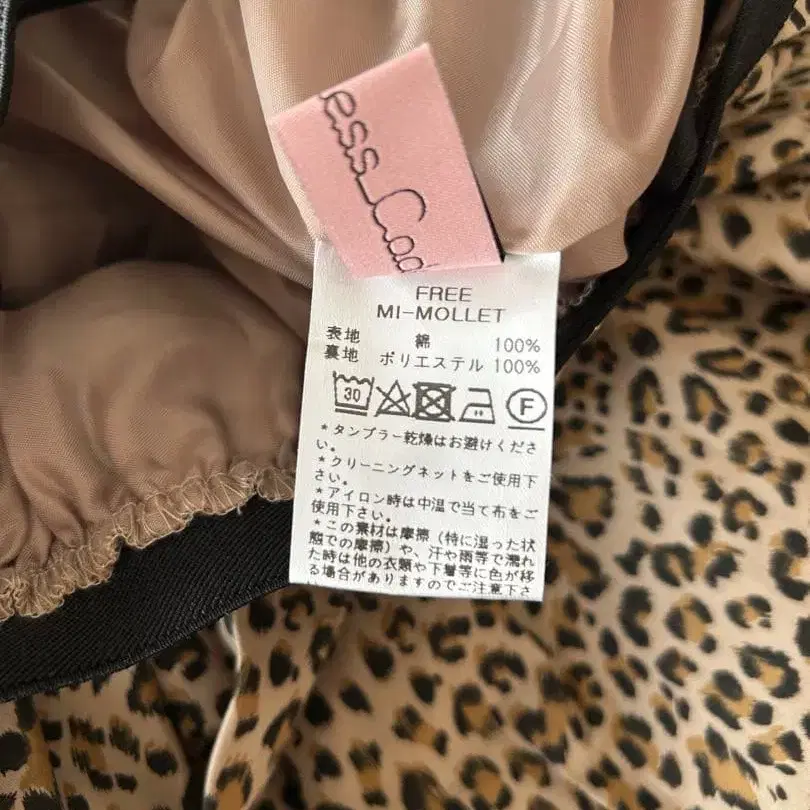 ess_Cod
FREE
MI-MOLLET
表地 綿 100%
裏地 ポリエステル 100%
30 F
*タンブラー乾燥はお避けくださ
い。
*クリーニングネットをご使用下
さい。
*アイロン時は中温で当て布をご
使用下さい。
*この素材は摩擦（特に湿った状
態での摩擦）や、汗や雨等で濡れ
た時は他の衣類や下着等に色が移
る場合がありますのでご注意下さ